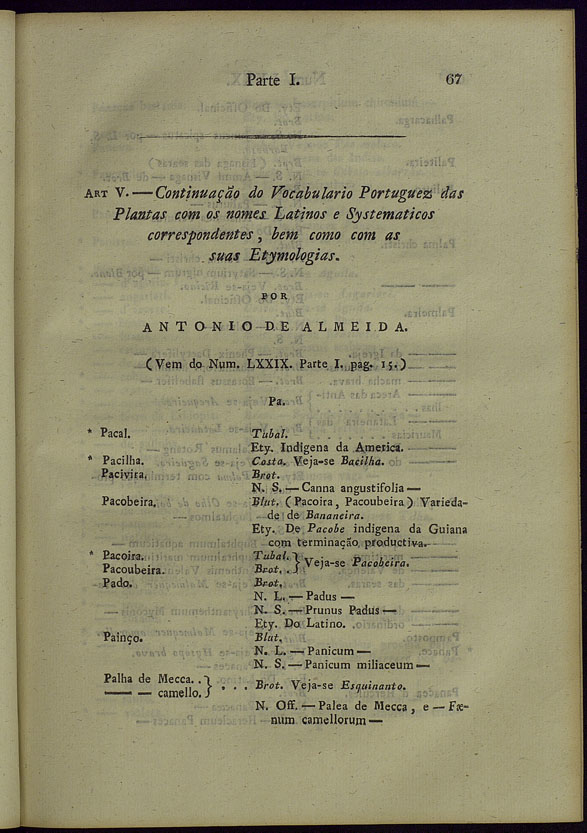 Parte I. 67
ART V. — Continuação do Vocabulario Portuguez das
Plantas com os nomes Latinos e Systematicos
correspondentes , bem como com as
suas Etymologias.
POR
ANTONIO DE ALMEIDA.
(Vem do Num. LXXIX. Parte I. pag. 15.)
Pa.
* Pacal. Tubal.
Ety. Indigena da America.
* Pacilha. Costa. Veja-se Bacilha.
Pacivira. Brot.
N. S. — Canna angustifolia —
Pacobeira. Blut. (Pacoira, Pacoubeira) Varieda-
de de Bananeira.
Ety. De Pacobe indigena da Guiana
com terminação productiva.
* Pacoira. Tubal. } Veja-se Pacobeira.
Pacoubeira. Brot. . }
Pado. Brot.
N. L. — Padus —
N. S. — Prunus Padus —
Ety. Do Latino.
Painço. Blut.
N. L. — Panicum —
N. S. — Panicum miliaceum —
Palha de Mecca. . } . . . Brot. Veja-se Esquinanto.
—— — camello. }
N. Off. — Palea de Mecca, e — Fæ-
num camellorum —